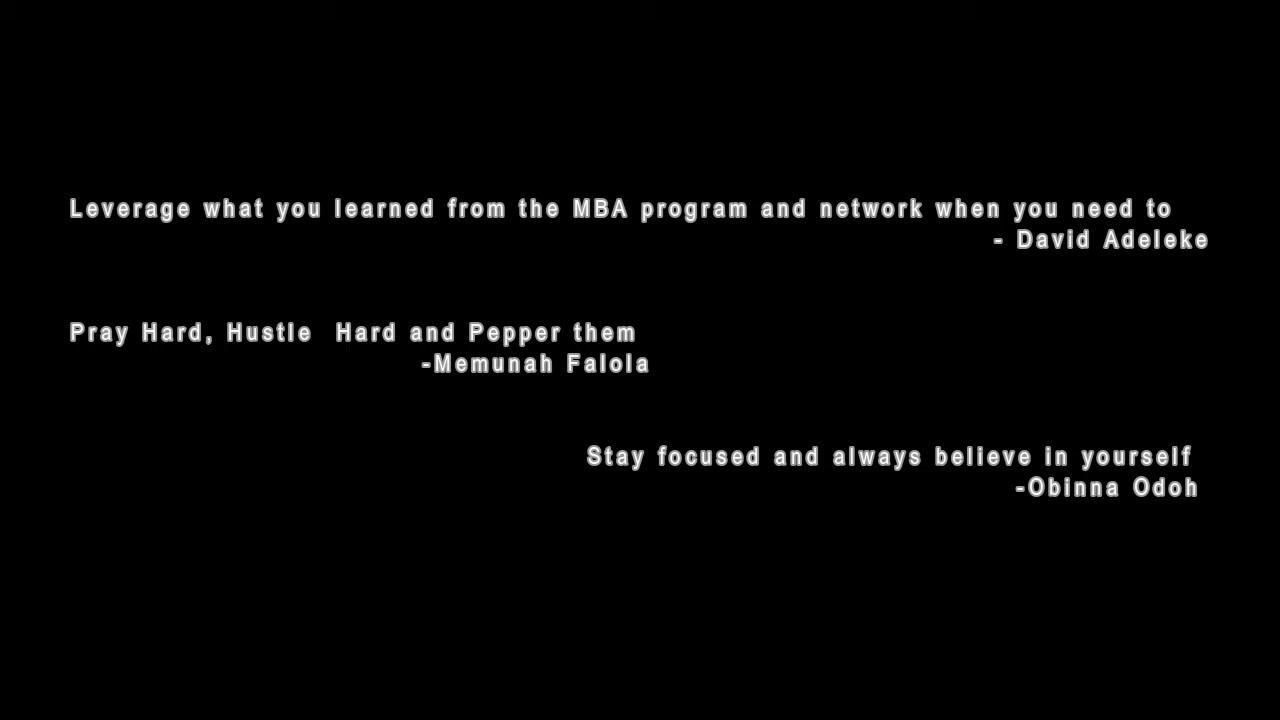 Leverage what you learned from the MBA program and network when you need to
- David Adeleke
Pray Hard, Hustle  Hard and Pepper them
-Memunah Falola
Stay focused and always believe in yourself
-Obinna Odoh